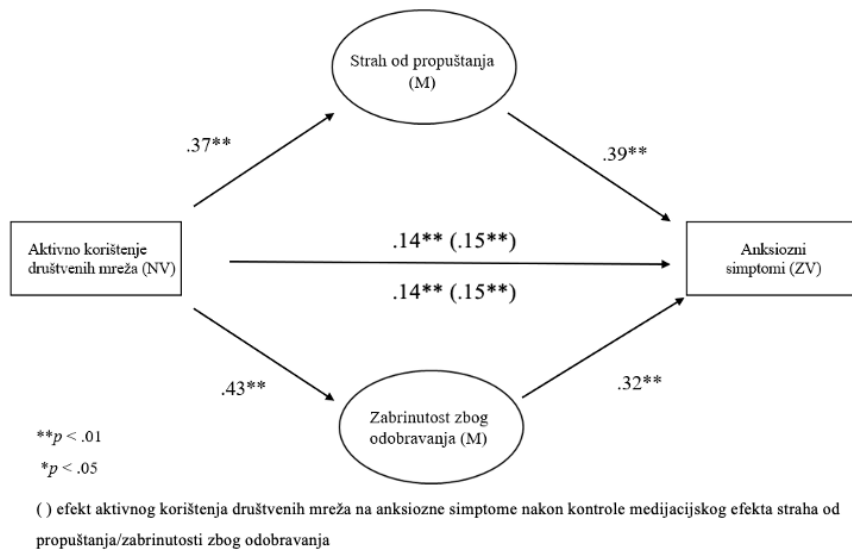 Strah od propuštanja
(M)
.37**
.39**
Aktivno korištenje
društvenih mreža (NV)
.14** (.15**)
.14** (.15**)
Anksiozni
simptomi (ZV)
.43**
.32**
Zabrinutost zbog
odobravanja (M)
**p < .01
*p < .05
( ) efekt aktivnog korištenja društvenih mreža na anksiozne simptome nakon kontrole medijacijskog efekta straha od
propuštanja/zabrinutosti zbog odobravanja